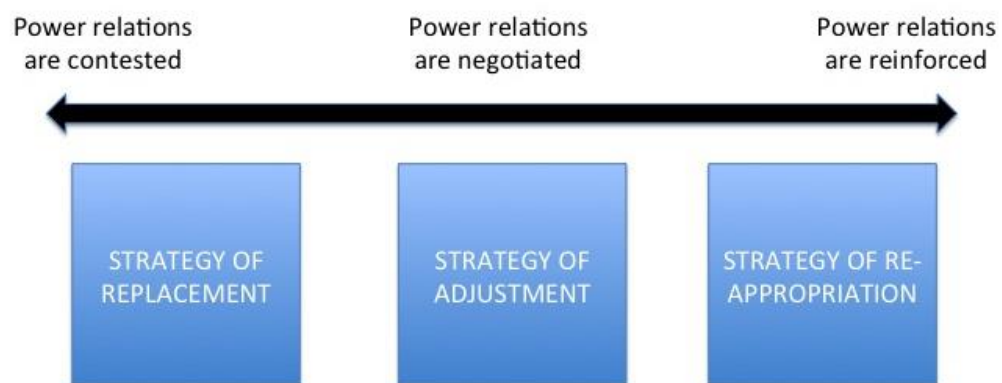 Power relations
are contested
Power relations
are negotiated
Power relations
are reinforced
STRATEGY OF
REPLACEMENT
STRATEGY OF
ADJUSTMENT
STRATEGY OF RE-
APPROPRIATION